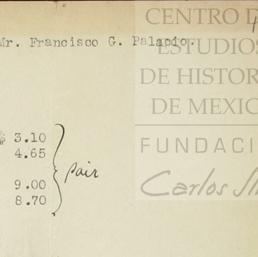 CENTRO D
ESTUDIOS
DE HISTOR
DE MEXIC
FUNDACI
Carlos Sli
Mr. Francisco G. Palacio.
$ 3.10
4.65
9.00
8.70
Pair